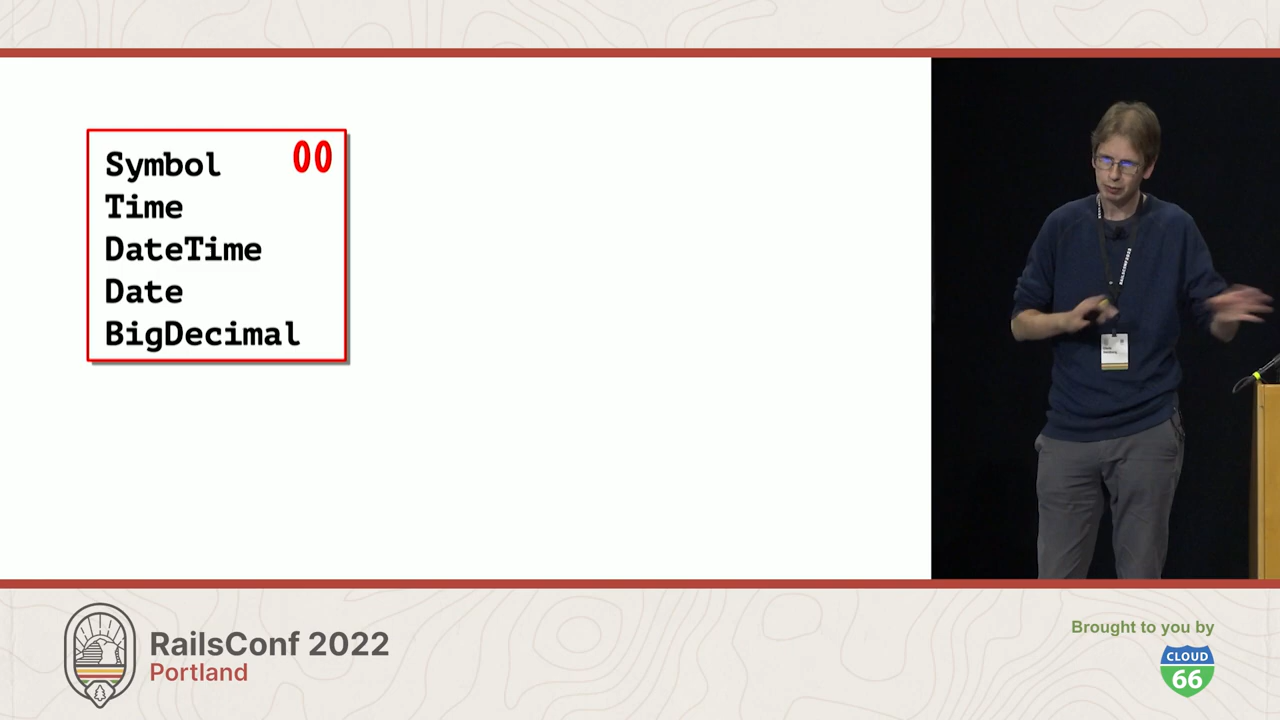 Symbol 00
Time
DateTime
Date
BigDecimal
RailsConf 2022
Portland
Brought to you by
CLOUD
66